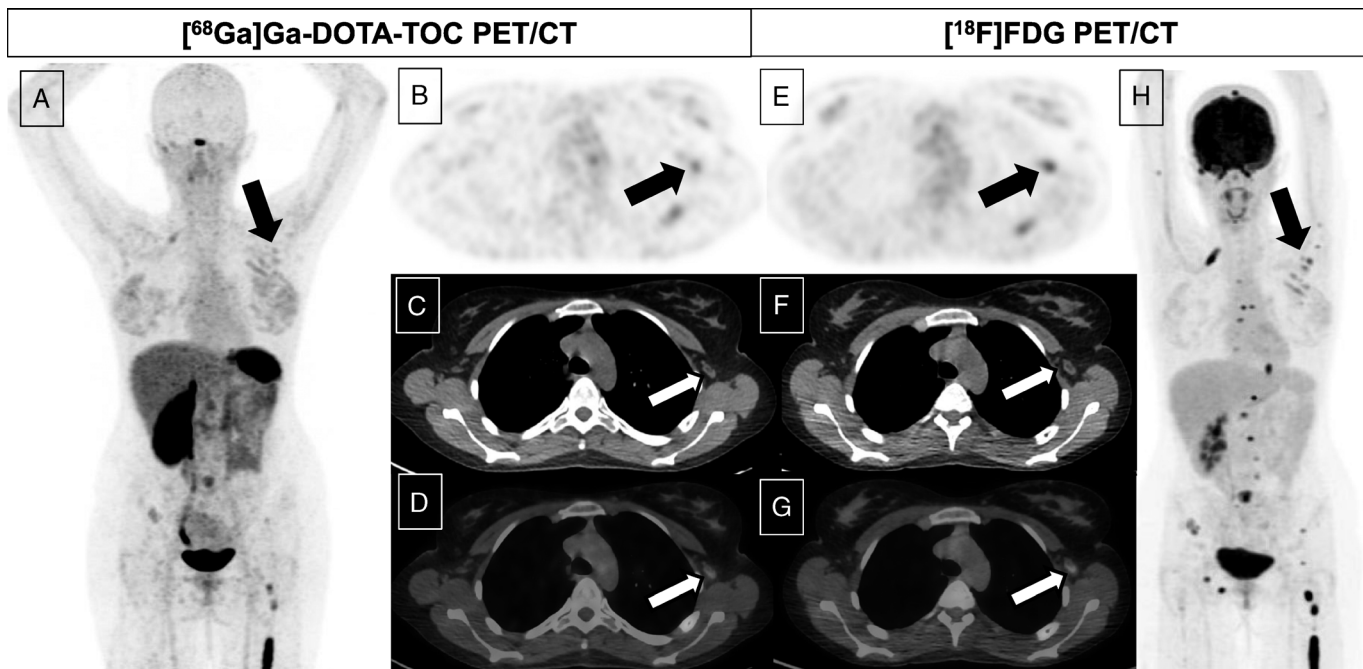 [⁶⁸Ga]Ga-DOTA-TOC PET/CT
[¹⁸F]FDG PET/CT
A
B
E
H
C
F
D
G